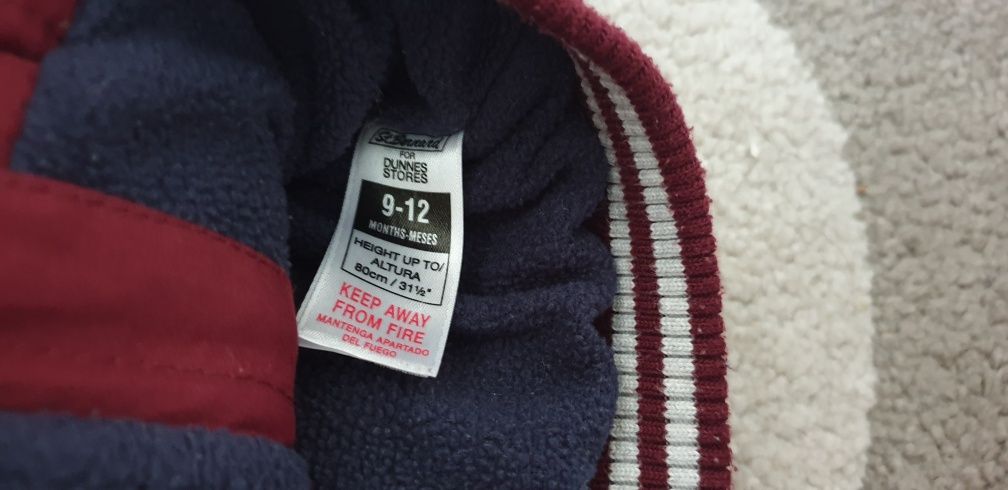 St. Bernard
FOR
DUNNES
STORES
9-12
MONTHS-MESES
HEIGHT UP TO/
ALTURA
80cm / 31½"
KEEP AWAY
FROM FIRE
MANTENGA APARTADO
DEL FUEGO